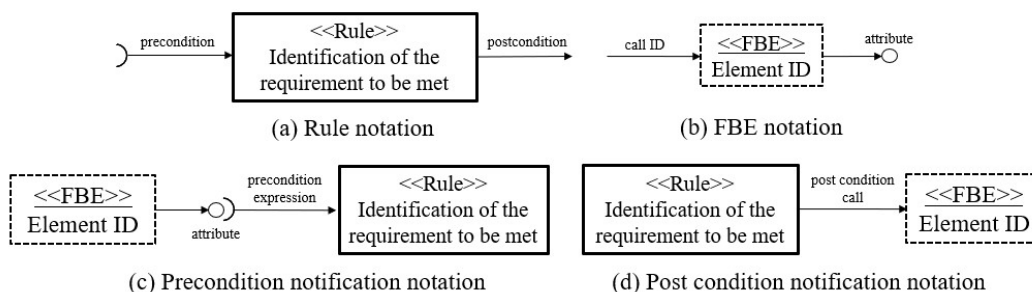 precondition
<<Rule>>
Identification of the
requirement to be met
postcondition
(a) Rule notation
call ID
<<FBE>>
Element ID
attribute
(b) FBE notation
<<FBE>>
Element ID
attribute
precondition
expression
<<Rule>>
Identification of the
requirement to be met
(c) Precondition notification notation
<<Rule>>
Identification of the
requirement to be met
post condition
call
<<FBE>>
Element ID
(d) Post condition notification notation